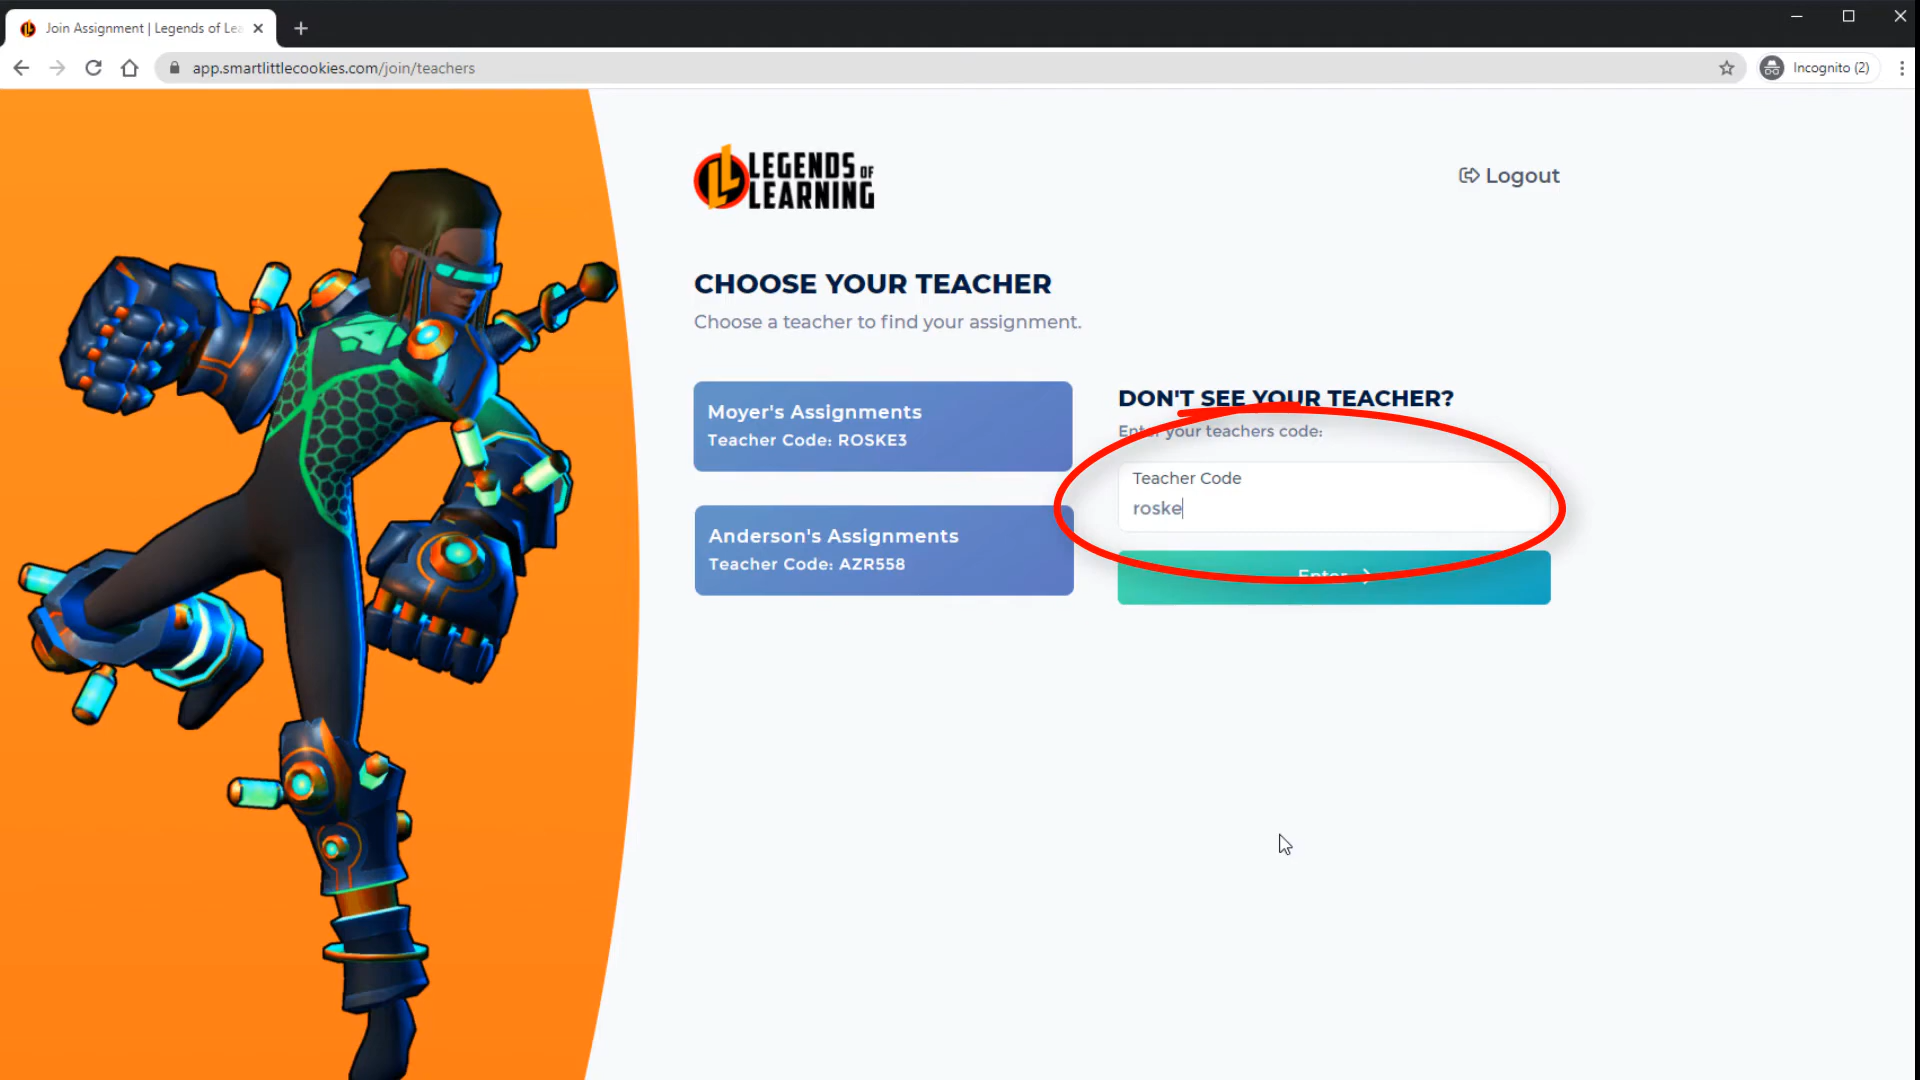 Join Assignment | Legends of Lea
app.smartlittlecookies.com/join/teachers
Incognito (2)
LEGENDS OF
LEARNING
Logout
CHOOSE YOUR TEACHER
Choose a teacher to find your assignment.
Moyer's Assignments
Teacher Code: ROSKE3
Anderson's Assignments
Teacher Code: AZR558
DON'T SEE YOUR TEACHER?
Enter your teachers code:
Teacher Code
roske
Enter